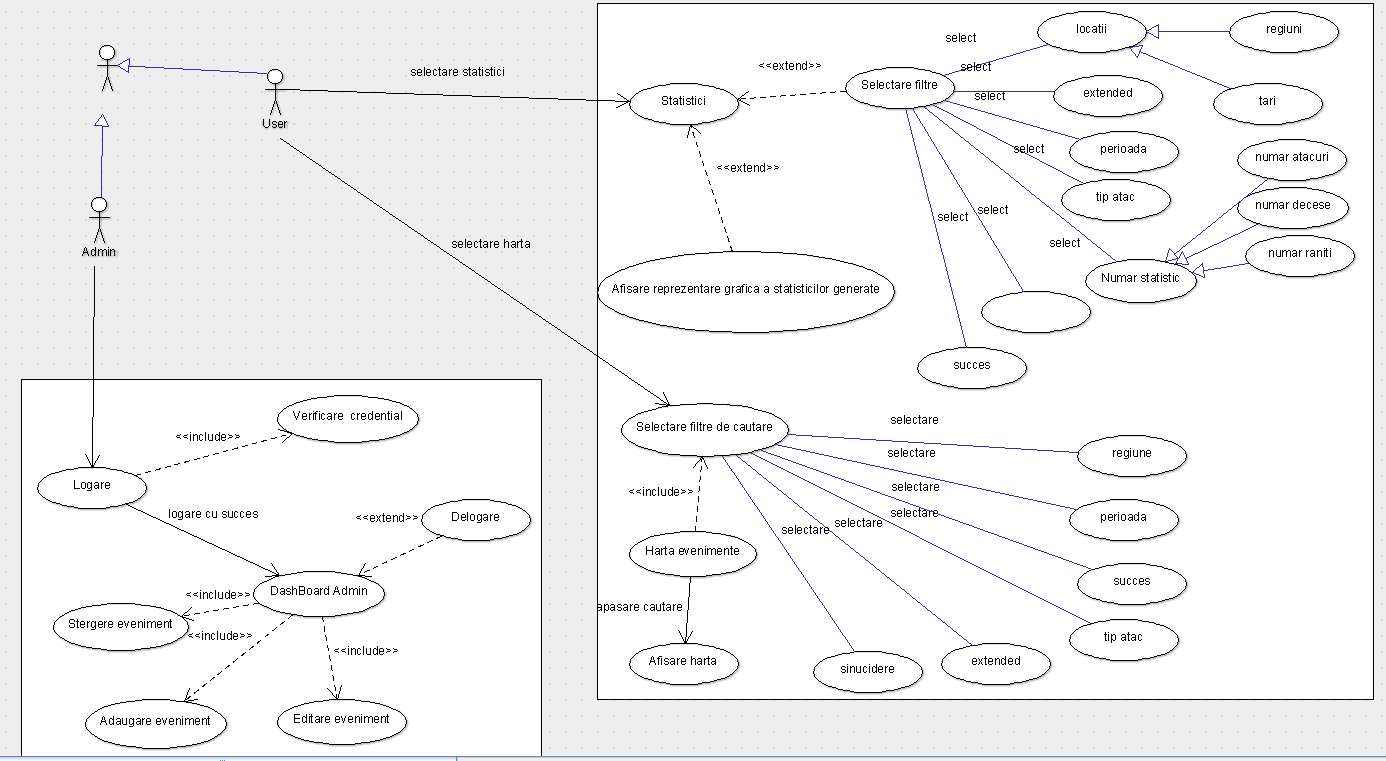 locatii
regiuni
select
selectare statistici
<<extend>>
select
Selectare filtre
extended
Statistici
select
tari
User
select
perioada
numar atacuri
<<extend>>
tip atac
numar decese
select
select
selectare harta
select
Admin
numar raniti
Numar statistic
Afisare reprezentare grafica a statisticilor generate
succes
Verificare credential
<<include>>
Selectare filtre de cautare
selectare
selectare
regiune
Logare
selectare
<<include>>
logare cu succes
<<extend>>
Delogare
selectare
selectare
selectare
perioada
Harta evenimente
DashBoard Admin
<<include>>
succes
apasare cautare
Stergere eveniment
<<include>>
tip atac
<<include>>
Afisare harta
sinucidere
extended
Adaugare eveniment
Editare eveniment